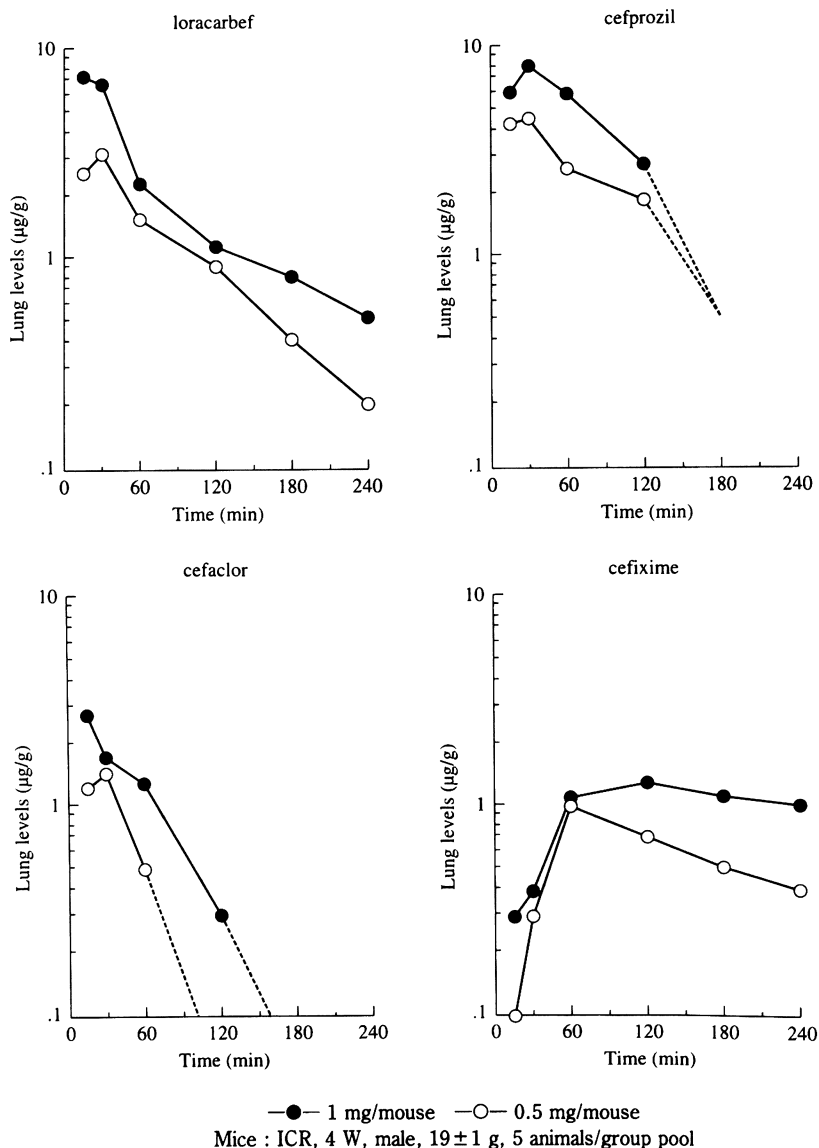 loracarbef
10
1
.1
Lung levels (µg/g)
0
60
120
180
240
Time (min)
cefprozil
10
1
.1
Lung levels (µg/g)
0
60
120
180
240
Time (min)
cefaclor
10
1
.1
Lung levels (µg/g)
0
60
120
180
240
Time (min)
cefixime
10
1
.1
Lung levels (µg/g)
0
60
120
180
240
Time (min)
1 mg/mouse
0.5 mg/mouse
Mice : ICR, 4 W, male, 19±1 g, 5 animals/group pool